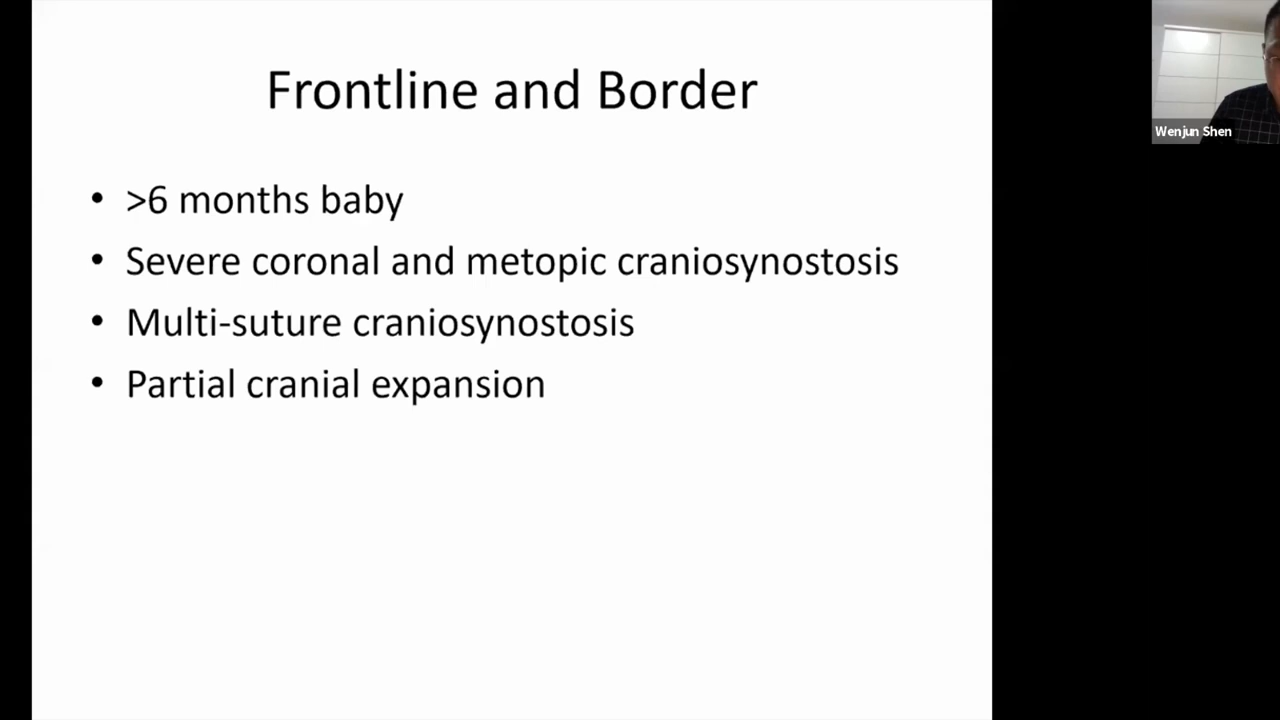 Frontline and Border
• >6 months baby
• Severe coronal and metopic craniosynostosis
• Multi-suture craniosynostosis
• Partial cranial expansion
Wenjun Shen